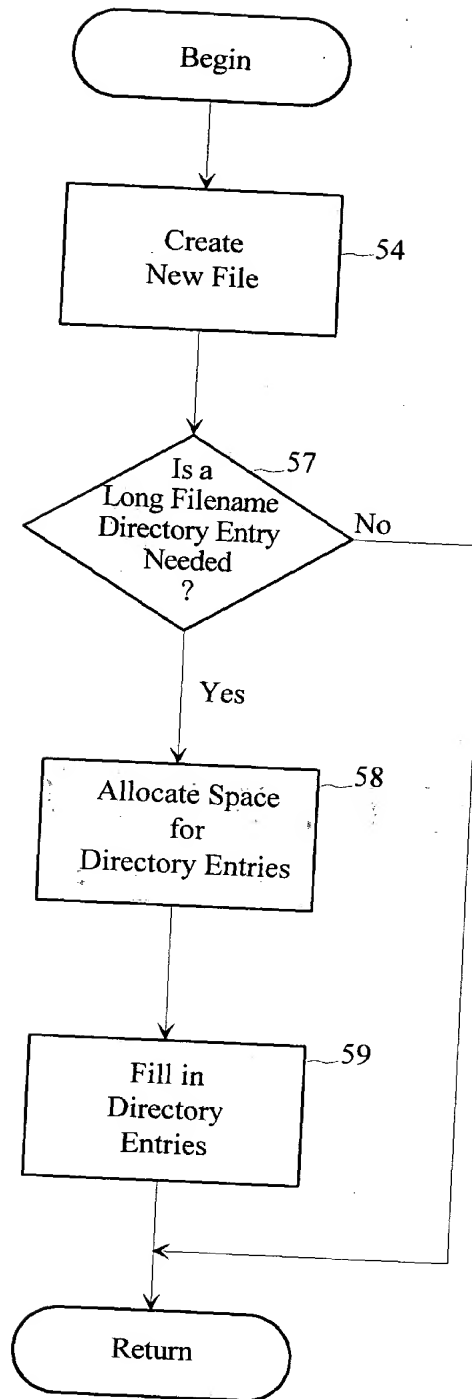 Begin
Create
New File
54
57
Is a
Long Filename
Directory Entry
Needed
?
No
Yes
58
Allocate Space
for
Directory Entries
59
Fill in
Directory
Entries
Return